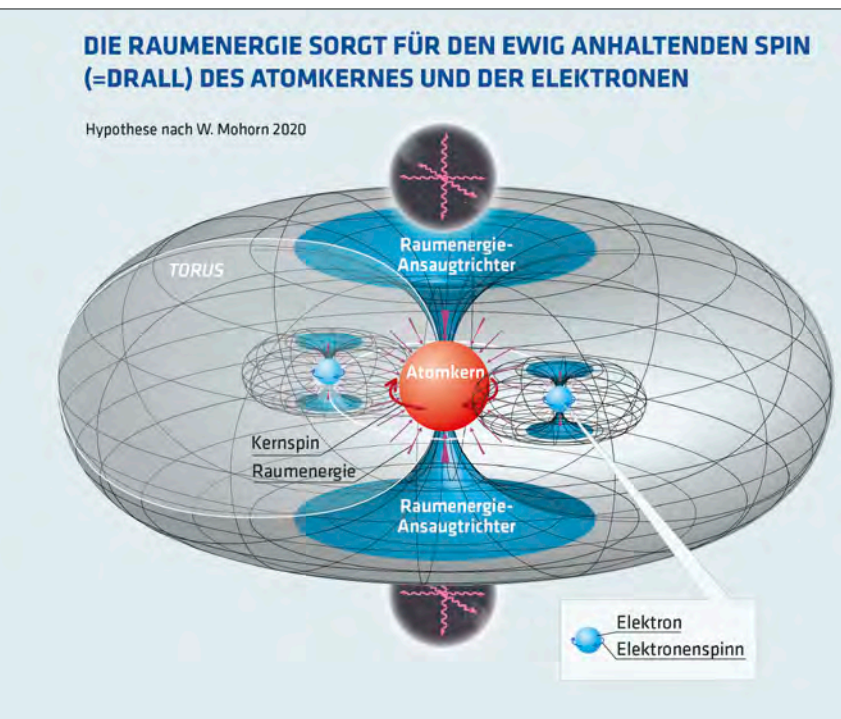 DIE RAUMENERGIE SORGT FÜR DEN EWIG ANHALTENDEN SPIN
(=DRALL) DES ATOMKERNES UND DER ELEKTRONEN
Hypothese nach W. Mohorn 2020
Raumenergie-
Ansaugtrichter
TORUS
Atomkern
Kernspin
Raumenergie
Raumenergie-
Ansaugtrichter
Elektron
Elektronenspinn